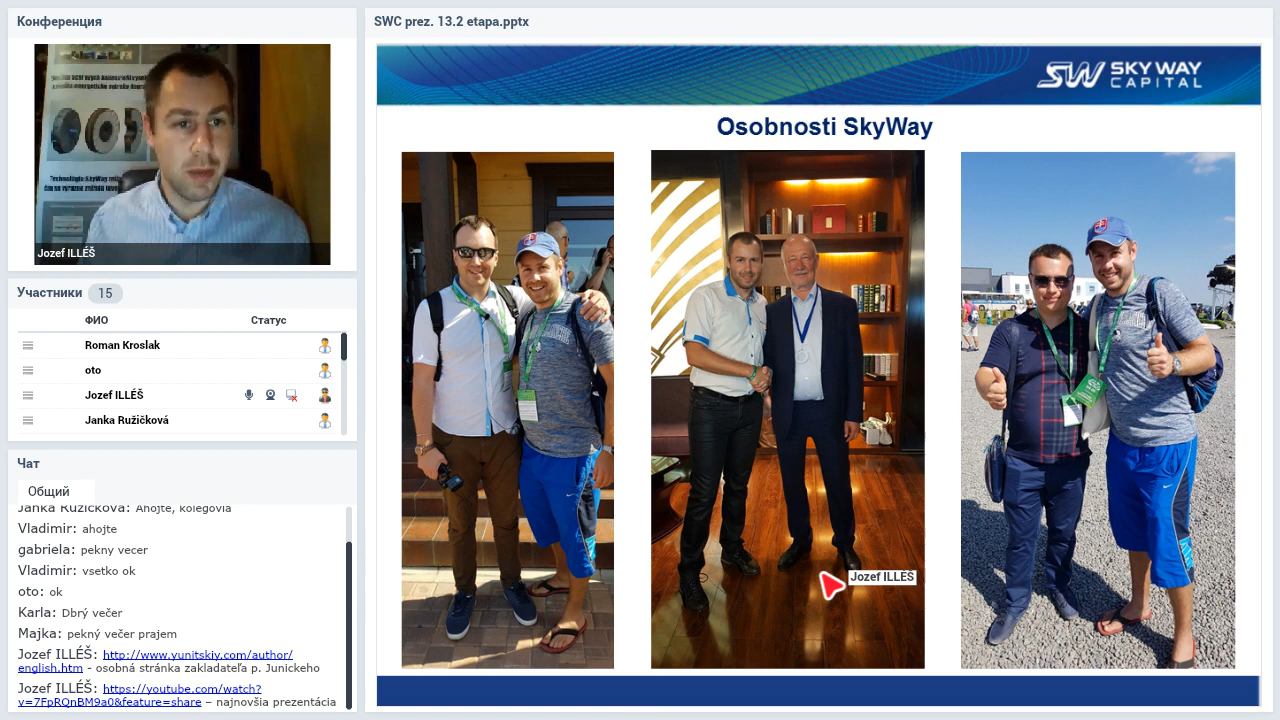 Конференция
Jozef ILLÉŠ
Участники 15
ФИО Статус
Roman Kroslak
oto
Jozef ILLÉŠ
Janka Ružičková
Чат
Общий
Janka Ružičková: Ahojte, kolegovia
Vladimir: ahojte
gabriela: pekny vecer
Vladimir: vsetko ok
oto: ok
Karla: Dbrý večer
Majka: pekný večer prajem
Jozef ILLÉŠ: http://www.yunitskiy.com/author/
english.htm - osobná stránka zakladateľa p. Junickeho
Jozef ILLÉŠ: https://youtube.com/watch?
v=7FpRQnBM9a0&feature=share – najnovšia prezentácia
SWC prez. 13.2 etapa.pptx
SW SKY WAY
CAPITAL
Osobnosti SkyWay
Jozef ILLÉŠ